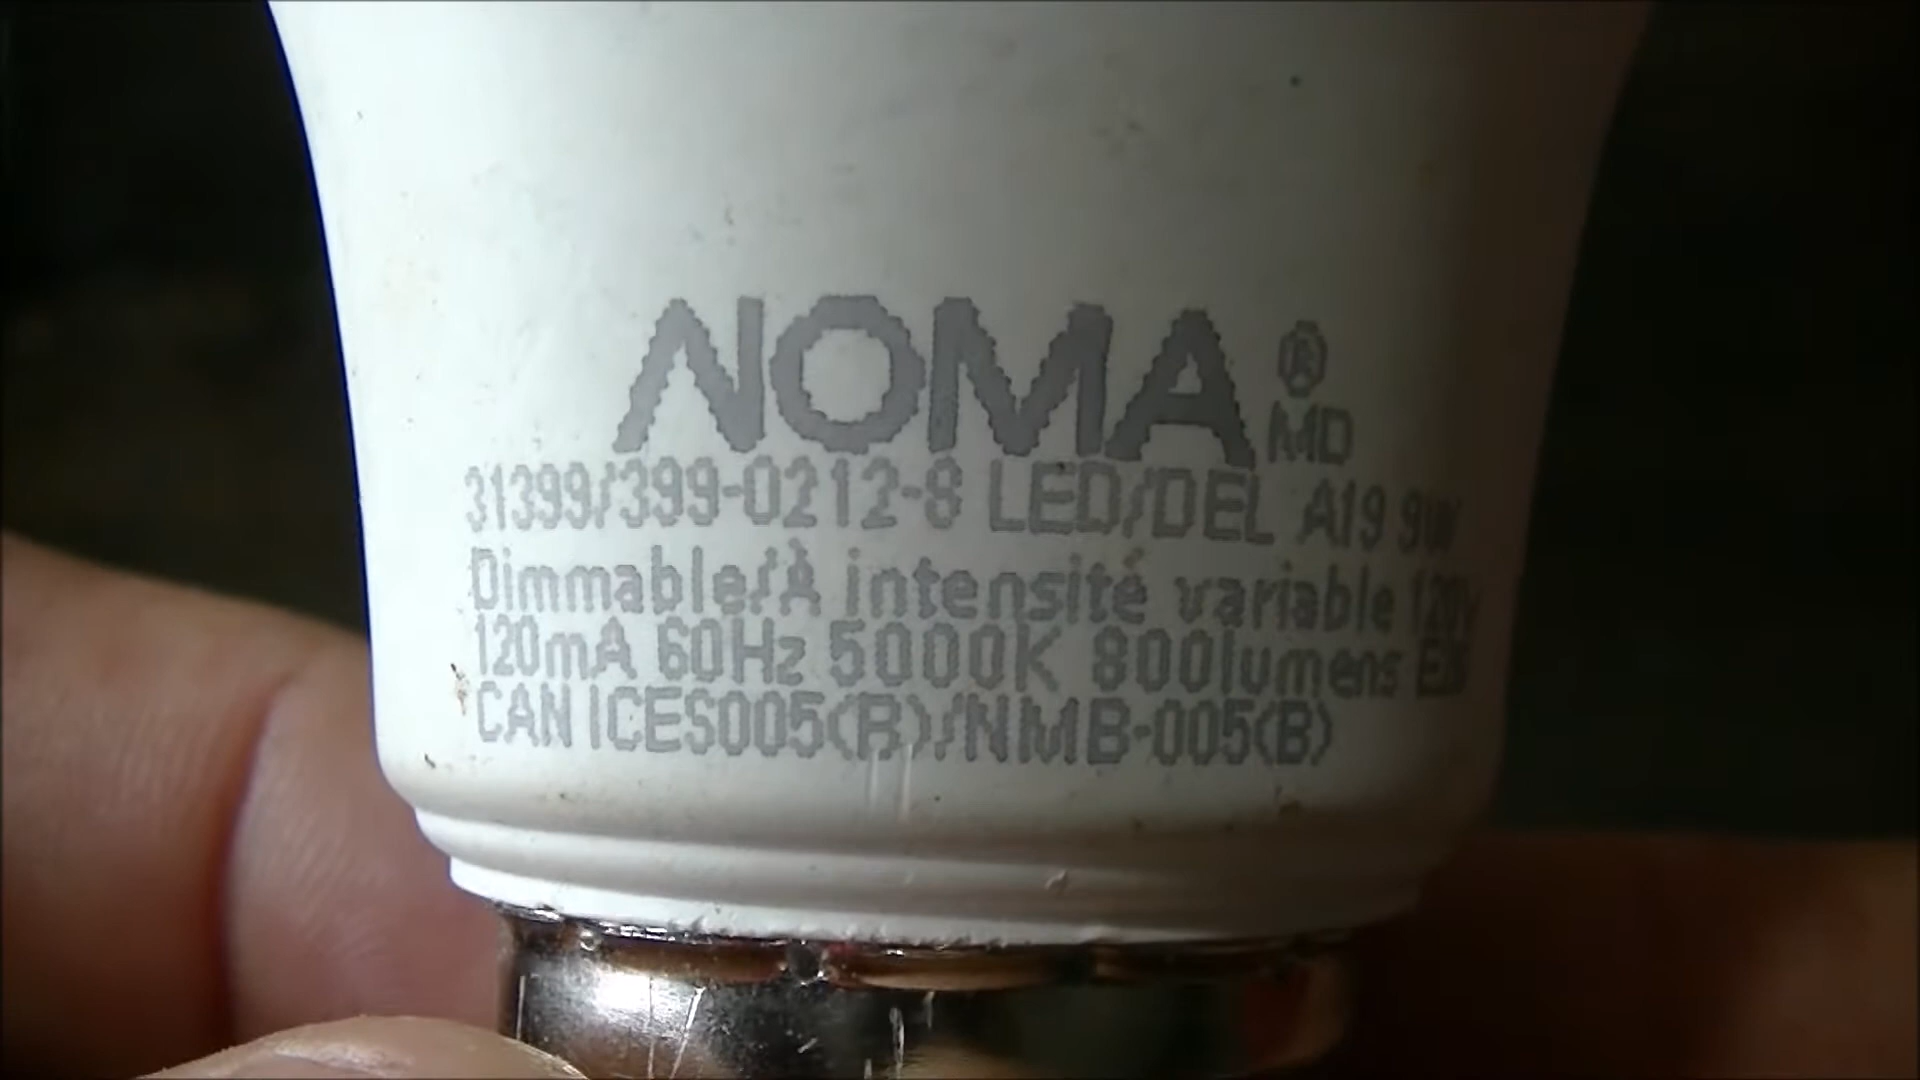 NOMA®
MD
31399/399-0212-8 LED/DEL A19 9W
Dimmable/À intensité variable 120v
120mA 60Hz 5000K 800lumens
CAN ICES005(B)/NMB-005(B)